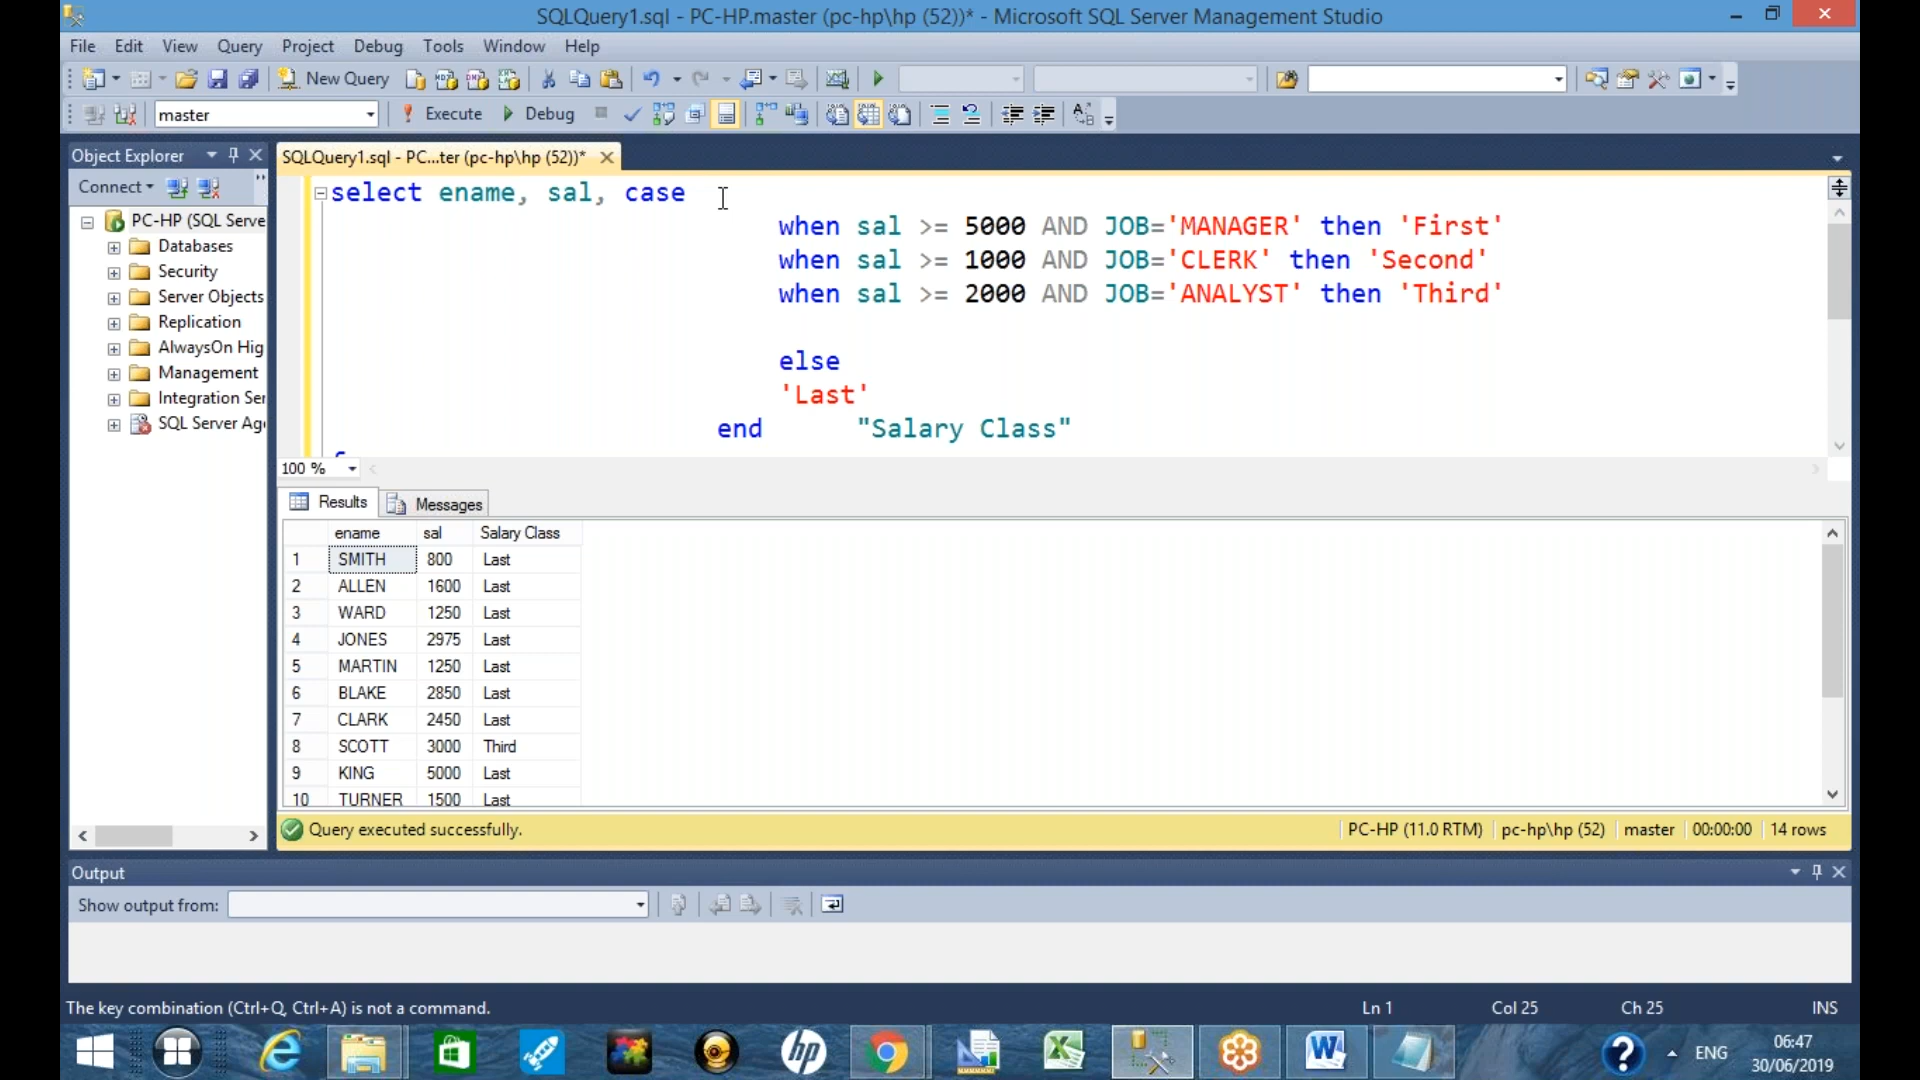 SQLQuery1.sql - PC-HP.master (pc-hp\hp (52))* - Microsoft SQL Server Management Studio
File Edit View Query Project Debug Tools Window Help
New Query
master Execute Debug
Object Explorer
SQLQuery1.sql - PC...ter (pc-hp\hp (52))*
Connect
PC-HP (SQL Serve
Databases
Security
Server Objects
Replication
AlwaysOn Hig
Management
Integration Ser
SQL Server Age
select ename, sal, case
when sal >= 5000 AND JOB='MANAGER' then 'First'
when sal >= 1000 AND JOB='CLERK' then 'Second'
when sal >= 2000 AND JOB='ANALYST' then 'Third'
else
'Last'
end "Salary Class"
100 %
Results Messages
ename sal Salary Class
1 SMITH 800 Last
2 ALLEN 1600 Last
3 WARD 1250 Last
4 JONES 2975 Last
5 MARTIN 1250 Last
6 BLAKE 2850 Last
7 CLARK 2450 Last
8 SCOTT 3000 Third
9 KING 5000 Last
10 TURNER 1500 Last
Query executed successfully. PC-HP (11.0 RTM) pc-hp\hp (52) master 00:00:00 14 rows
Output
Show output from:
The key combination (Ctrl+Q, Ctrl+A) is not a command. Ln 1 Col 25 Ch 25 INS
hp
ENG
06:47
30/06/2019